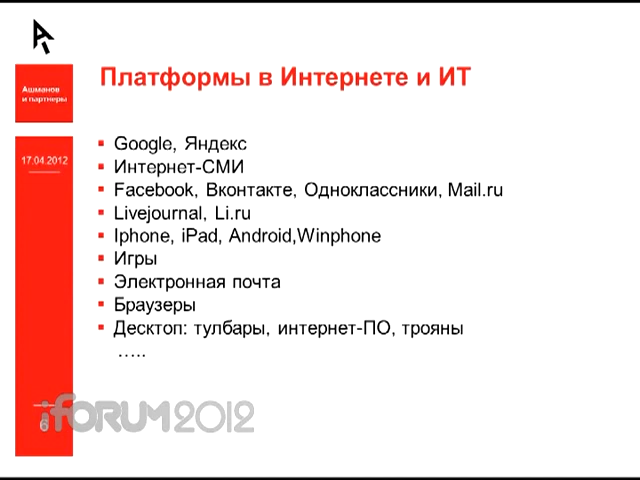 Платформы в Интернете и ИТ
Ашманов
и партнеры
17.04.2012
Google, Яндекс
Интернет-СМИ
Facebook, Вконтакте, Одноклассники, Mail.ru
Livejournal, Li.ru
Iphone, iPad, Android,Winphone
Игры
Электронная почта
Браузеры
Десктоп: тулбары, интернет-ПО, трояны
…..
6
iFORUM2012